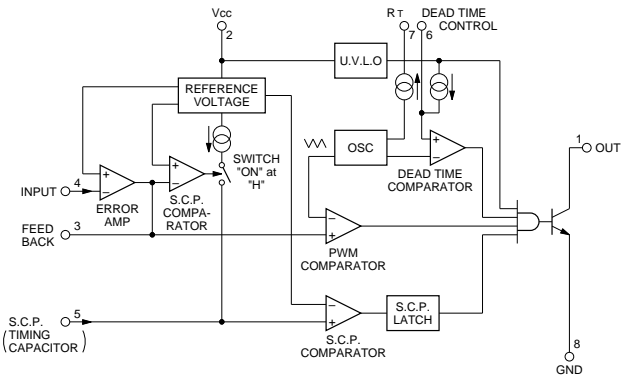 Vcc
2
RT
7
DEAD TIME
CONTROL
6
U.V.L.O
REFERENCE
VOLTAGE
OSC
+
−
DEAD TIME
COMPARATOR
1
OUT
SWITCH
"ON" at
"H"
INPUT
4
+
−
ERROR
AMP
+
−
S.C.P.
COMPA-
RATOR
FEED
BACK
3
−
+
PWM
COMPARATOR
S.C.P.
TIMING
CAPACITOR
( )
5
−
+
S.C.P.
COMPARATOR
S.C.P.
LATCH
8
GND